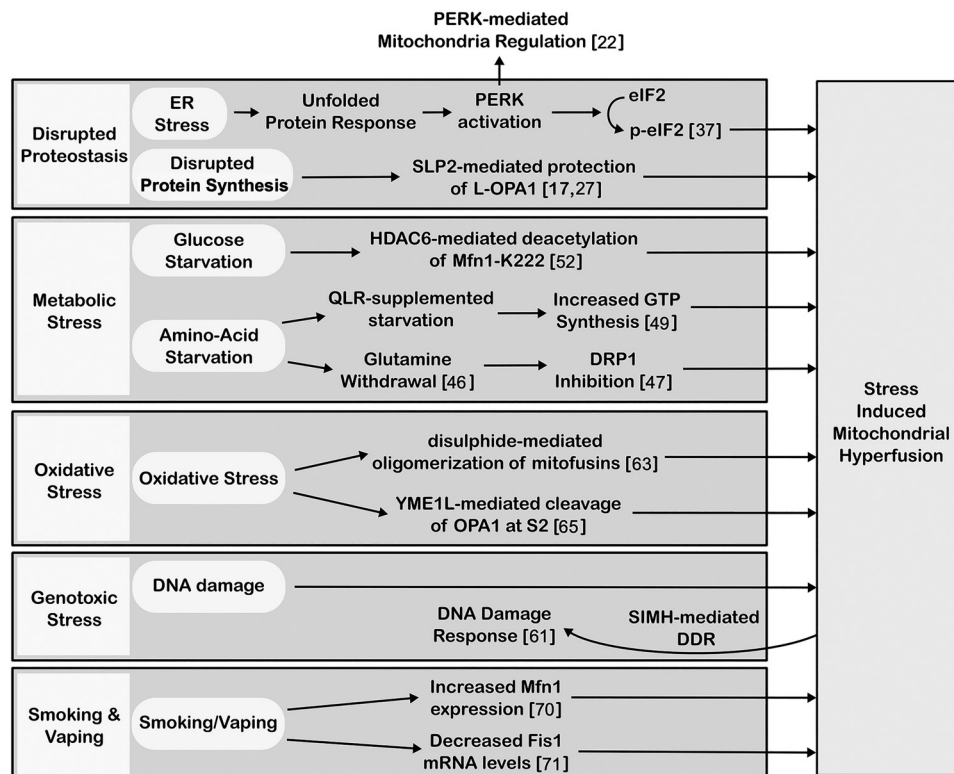 PERK-mediated
Mitochondria Regulation [22]
Disrupted
Proteostasis
ER
Stress
Unfolded
Protein Response
PERK
activation
eIF2
p-eIF2 [37]
Disrupted
Protein Synthesis
SLP2-mediated protection
of L-OPA1 [17,27]
Metabolic
Stress
Glucose
Starvation
HDAC6-mediated deacetylation
of Mfn1-K222 [52]
Amino-Acid
Starvation
QLR-supplemented
starvation
Increased GTP
Synthesis [49]
Glutamine
Withdrawal [46]
DRP1
Inhibition [47]
Oxidative
Stress
Oxidative Stress
disulphide-mediated
oligomerization of mitofusins [63]
YME1L-mediated cleavage
of OPA1 at S2 [65]
Genotoxic
Stress
DNA damage
DNA Damage
Response [61]
SIMH-mediated
DDR
Smoking &
Vaping
Smoking/Vaping
Increased Mfn1
expression [70]
Decreased Fis1
mRNA levels [71]
Stress
Induced
Mitochondrial
Hyperfusion